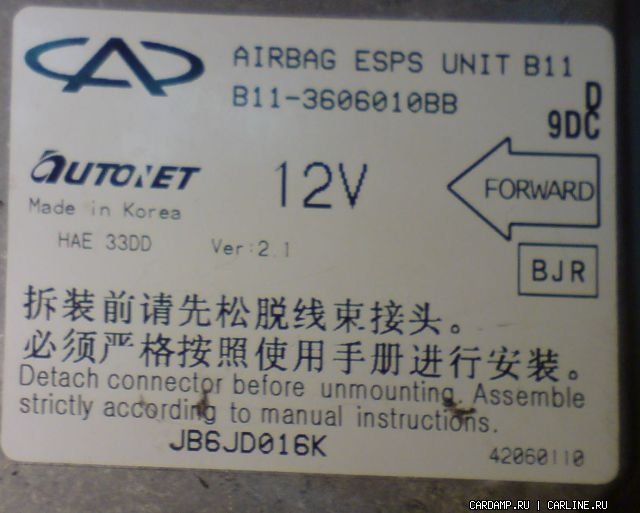 AIRBAG ESPS UNIT B11
B11-3606010BB
D
9DC
AUTONET
12V
FORWARD
Made in Korea
HAE 33DD
Ver:2.1
BJR
拆装前请先松脱线束接头。
必须严格按照使用手册进行安装。
Detach connector before unmounting. Assemble
strictly according to manual instructions.
JB6JD016K
42060110
CARDAMP.RU | CARLINE.RU